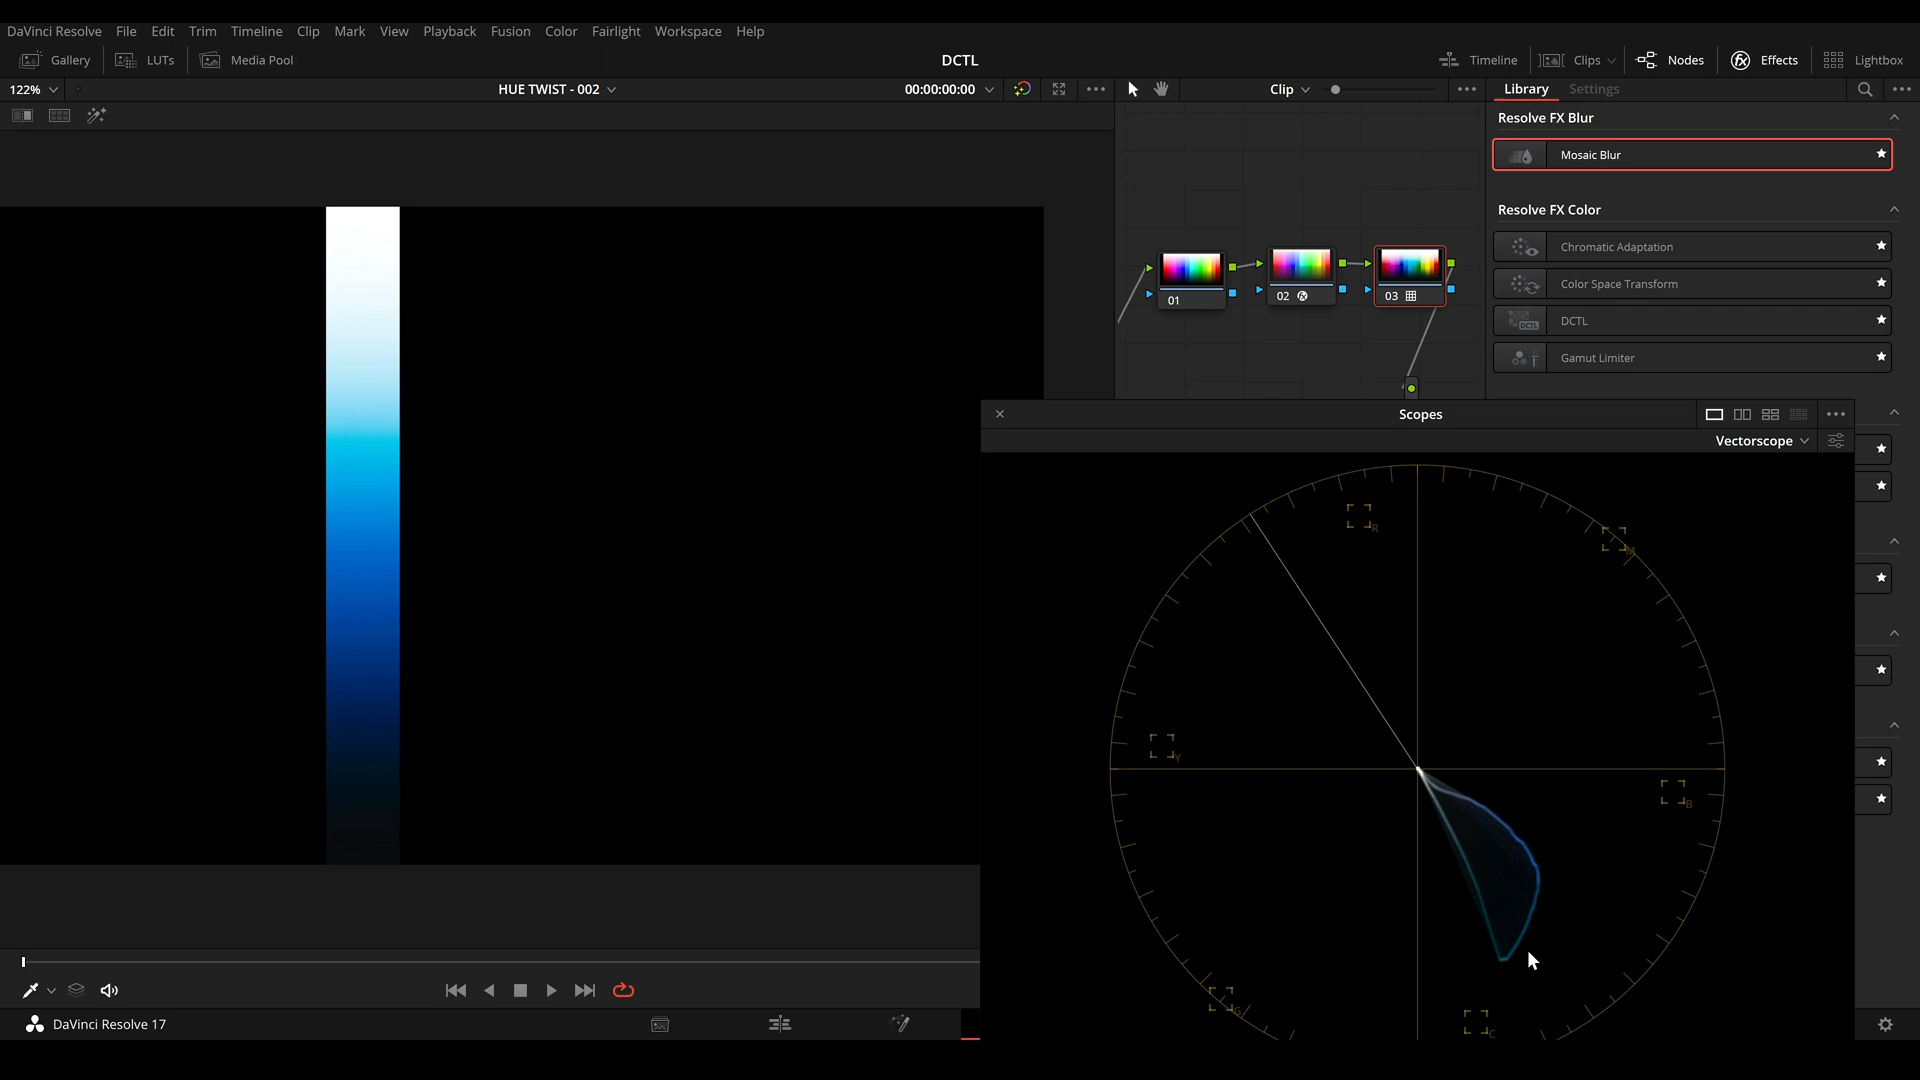 DaVinci Resolve File Edit Trim Timeline Clip Mark View Playback Fusion Color Fairlight Workspace Help
Gallery LUTs Media Pool DCTL Timeline Clips Nodes Effects Lightbox
122% HUE TWIST - 002 00:00:00:00 Clip Library Settings
Resolve FX Blur
Mosaic Blur
Resolve FX Color
Chromatic Adaptation
Color Space Transform
DCTL
DCTL
Gamut Limiter
01 02 03
Scopes
Vectorscope
R
M
Y
B
G
C
DaVinci Resolve 17